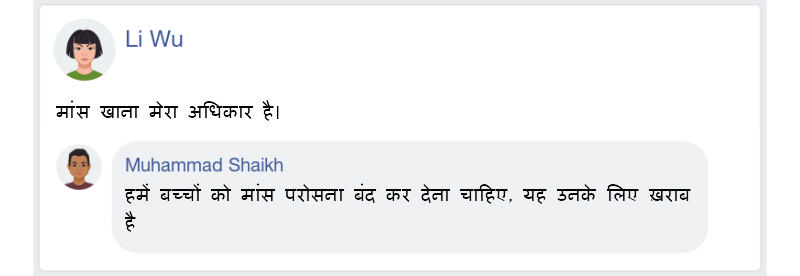 Li Wu
मांस खाना मेरा अधिकार है।
Muhammad Shaikh
हमें बच्चों को मांस परोसना बंद कर देना चाहिए, यह उनके लिए ख़राब
है